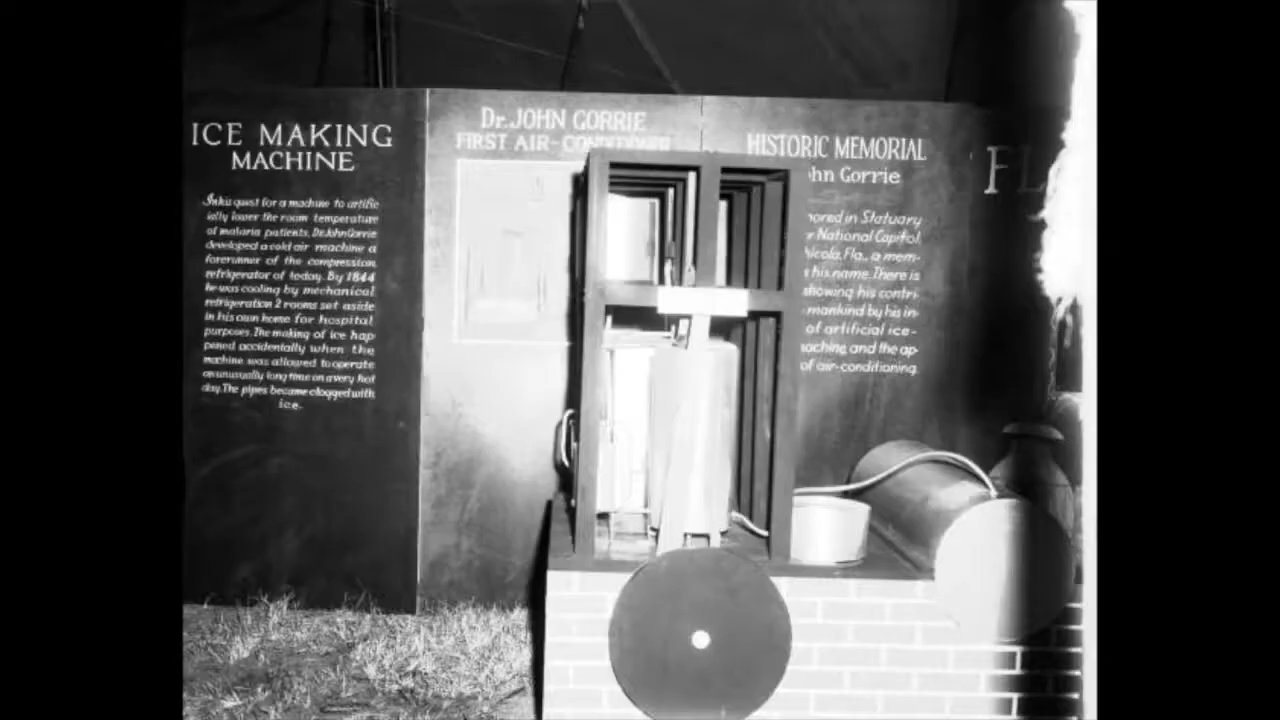 ICE MAKING
MACHINE
In his quest for a machine to artific
ially lower the room temperature
of malaria patients, Dr. John Gorrie
developed a cold air machine a
forerunner of the compression
refrigerator of today. By 1844
he was cooling by mechanical
refrigeration 2 rooms set aside
in his own home for hospital
purposes. The making of ice hap
pened accidentally when the
machine was allowed to operate
an unusually long time on a very hot
day. The pipes became clogged with
ice.
Dr. JOHN GORRIE
FIRST AIR-CONDITIONER
HISTORIC MEMORIAL
hn Gorrie
ored in Statuary
National Capitol,
icola, Fla., a mem-
his name. There is
showing his contri-
mankind by his in-
of artificial ice-
achine and the ap-
of air-conditioning.
FL